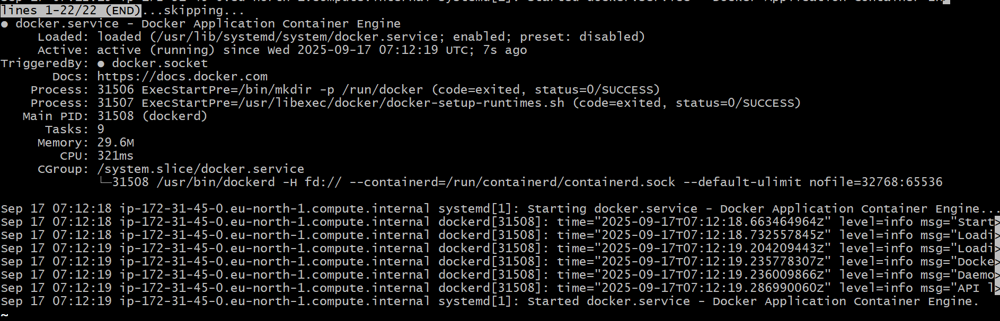 lines 1-22/22 (END)...skipping...
● docker.service - Docker Application Container Engine
     Loaded: loaded (/usr/lib/systemd/system/docker.service; enabled; preset: disabled)
     Active: active (running) since Wed 2025-09-17 07:12:19 UTC; 7s ago
TriggeredBy: ● docker.socket
       Docs: https://docs.docker.com
    Process: 31506 ExecStartPre=/bin/mkdir -p /run/docker (code=exited, status=0/SUCCESS)
    Process: 31507 ExecStartPre=/usr/libexec/docker/docker-setup-runtimes.sh (code=exited, status=0/SUCCESS)
   Main PID: 31508 (dockerd)
      Tasks: 9
     Memory: 29.6M
        CPU: 321ms
     CGroup: /system.slice/docker.service
             └─31508 /usr/bin/dockerd -H fd:// --containerd=/run/containerd/containerd.sock --default-ulimit nofile=32768:65536

Sep 17 07:12:18 ip-172-31-45-0.eu-north-1.compute.internal systemd[1]: Starting docker.service - Docker Application Container Engine...
Sep 17 07:12:18 ip-172-31-45-0.eu-north-1.compute.internal dockerd[31508]: time="2025-09-17T07:12:18.663464964Z" level=info msg="Start>
Sep 17 07:12:18 ip-172-31-45-0.eu-north-1.compute.internal dockerd[31508]: time="2025-09-17T07:12:18.732557845Z" level=info msg="Loadi>
Sep 17 07:12:19 ip-172-31-45-0.eu-north-1.compute.internal dockerd[31508]: time="2025-09-17T07:12:19.204209443Z" level=info msg="Loadi>
Sep 17 07:12:19 ip-172-31-45-0.eu-north-1.compute.internal dockerd[31508]: time="2025-09-17T07:12:19.235778307Z" level=info msg="Docke>
Sep 17 07:12:19 ip-172-31-45-0.eu-north-1.compute.internal dockerd[31508]: time="2025-09-17T07:12:19.236009866Z" level=info msg="Daemo>
Sep 17 07:12:19 ip-172-31-45-0.eu-north-1.compute.internal dockerd[31508]: time="2025-09-17T07:12:19.286990060Z" level=info msg="API l>
Sep 17 07:12:19 ip-172-31-45-0.eu-north-1.compute.internal systemd[1]: Started docker.service - Docker Application Container Engine.
~